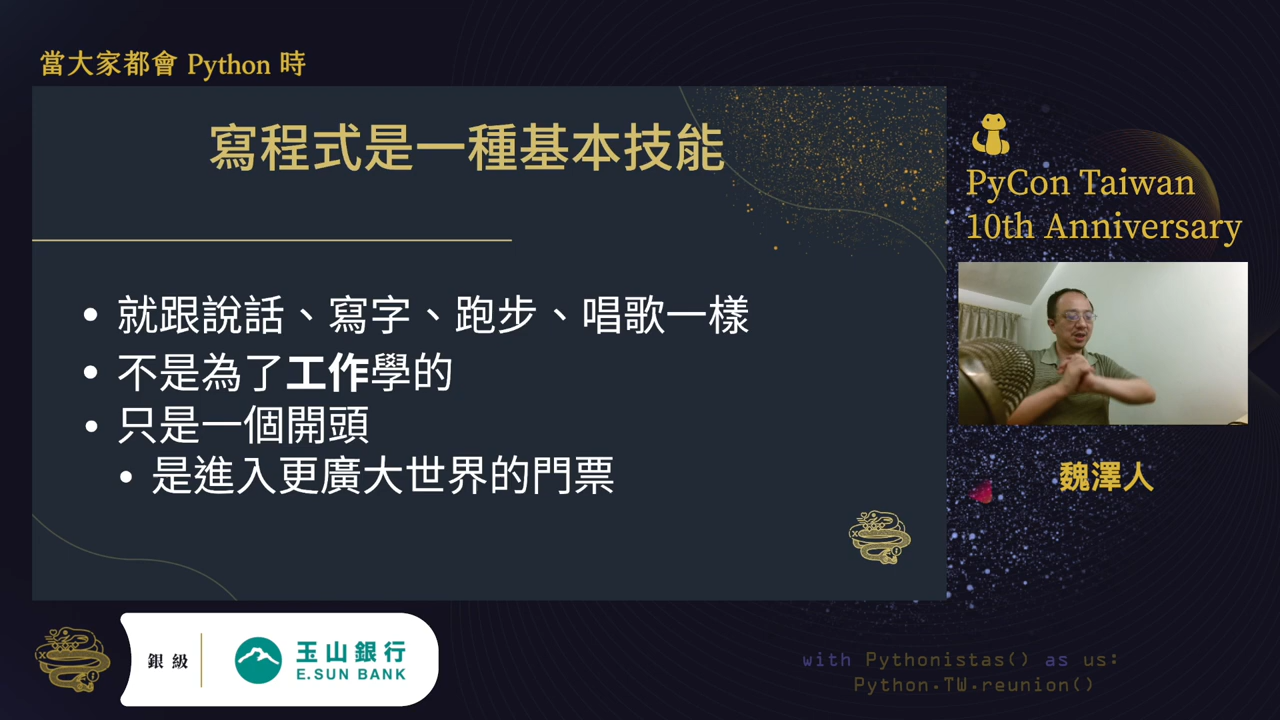 當大家都會 Python 時
寫程式是一種基本技能
就跟說話、寫字、跑步、唱歌一樣
不是為了工作學的
只是一個開頭
是進入更廣大世界的門票
PyCon Taiwan
10th Anniversary
魏澤人
銀級
玉山銀行
E.SUN BANK
with Pythonistas() as us:
Python.TW.reunion()